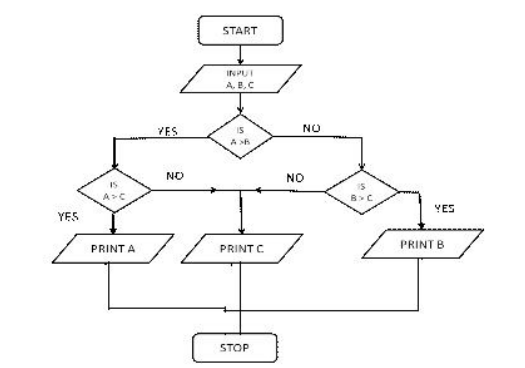 START
INPUT
A, B, C
YES
IS
A >B
NO
IS
A > C
NO
NO
IS
B > C
YES
YES
PRINT A
PRINT C
PRINT B
STOP